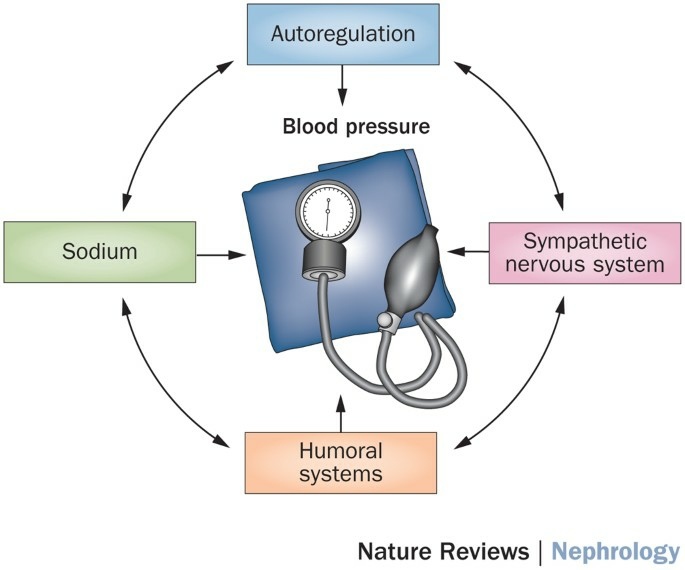 Autoregulation
Blood pressure
Sodium
Sympathetic
nervous system
Humoral
systems
Nature Reviews | Nephrology